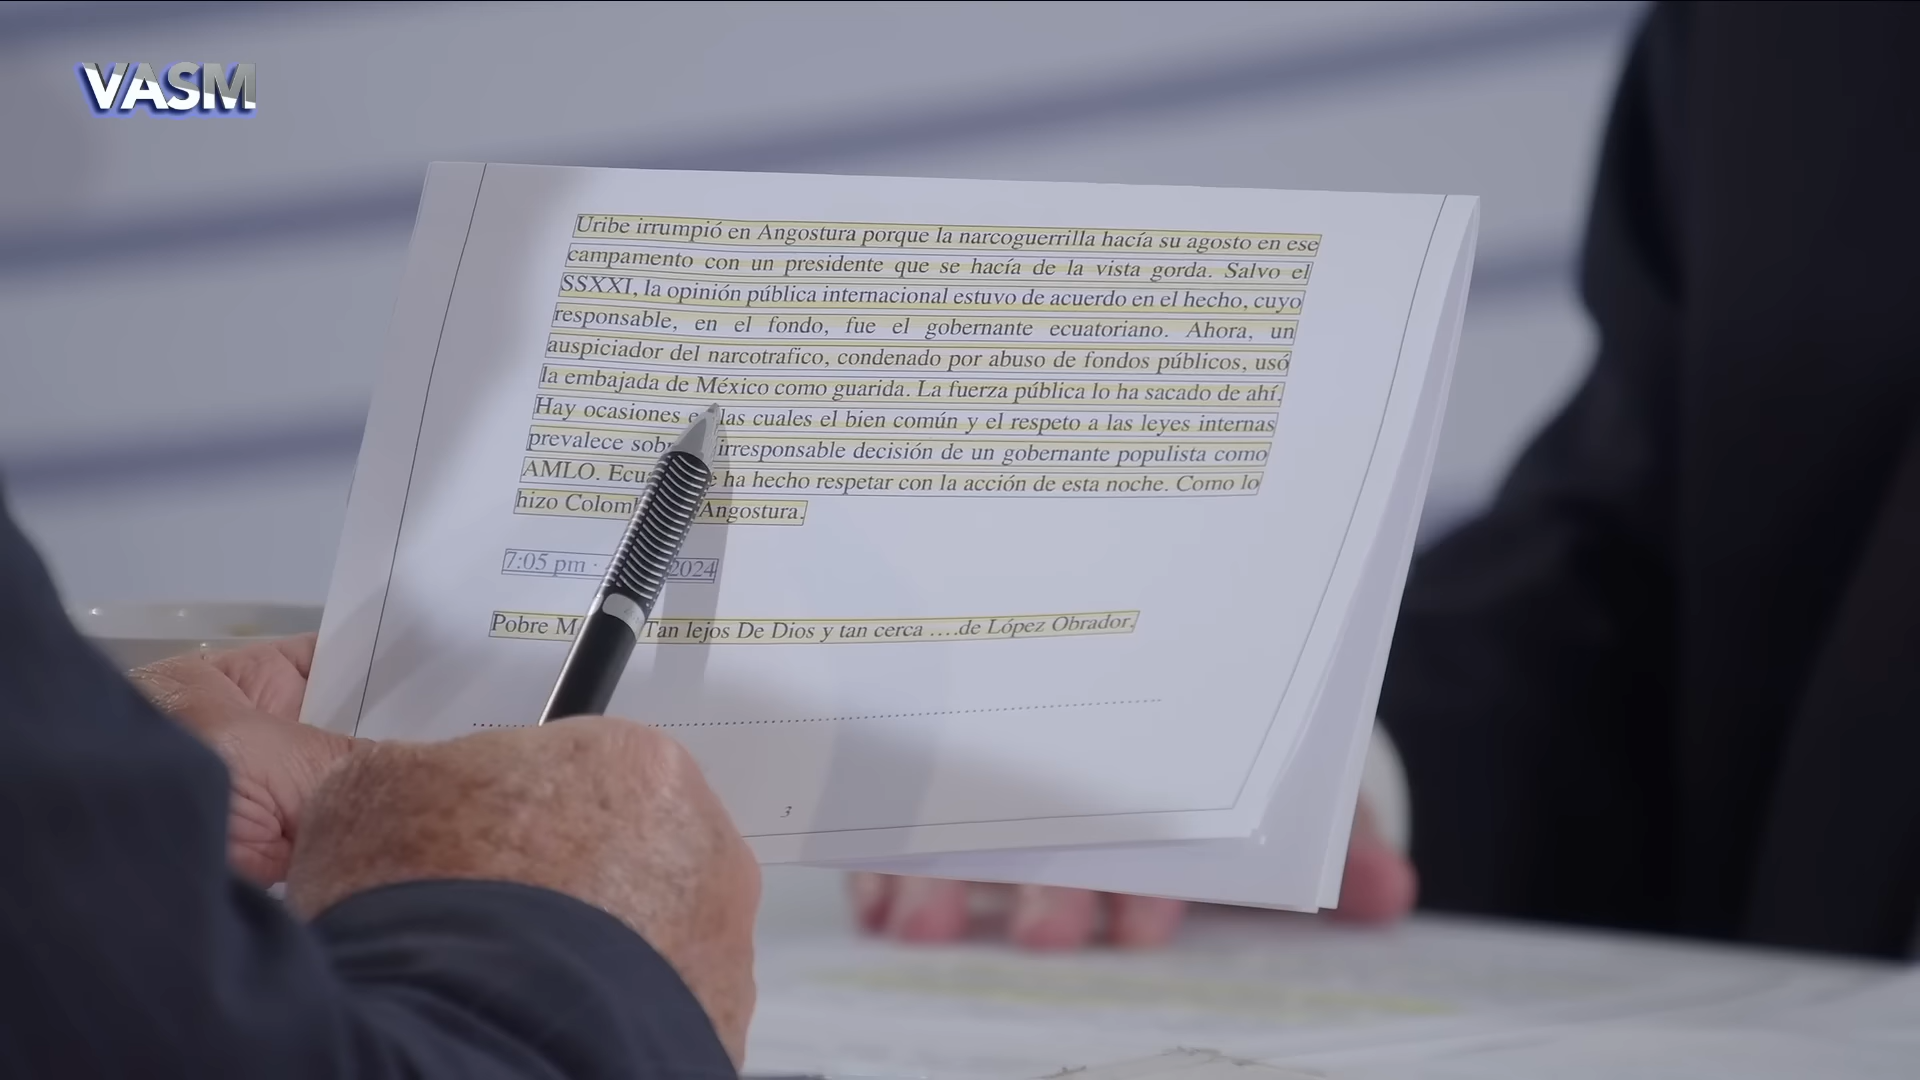 VASM
Uribe irrumpió en Angostura porque la narcoguerrilla hacía su agosto en ese
campamento con un presidente que se hacía de la vista gorda. Salvo el
SSXXI, la opinión pública internacional estuvo de acuerdo en el hecho, cuyo
responsable, en el fondo, fue el gobernante ecuatoriano. Ahora, un
auspiciador del narcotrafico, condenado por abuso de fondos públicos, usó
la embajada de México como guarida. La fuerza pública lo ha sacado de ahí.
Hay ocasiones las cuales el bien común y el respeto a las leyes internas
prevalece irresponsable decisión de un gobernante populista como
AMLO. ha hecho respetar con la acción de esta noche. Como lo
hizo Angostura.
7:05 pm · 2024
Pobre Tan lejos De Dios y tan cerca ....de López Obrador.
3